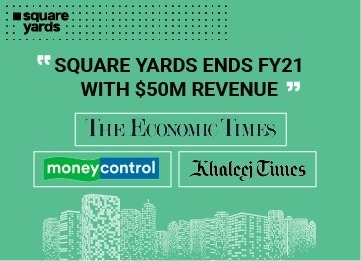 square
yards
"SQUARE YARDS ENDS FY21
WITH $50M REVENUE"
THE ECONOMIC TIMES
moneycontrol
Khaleej Times